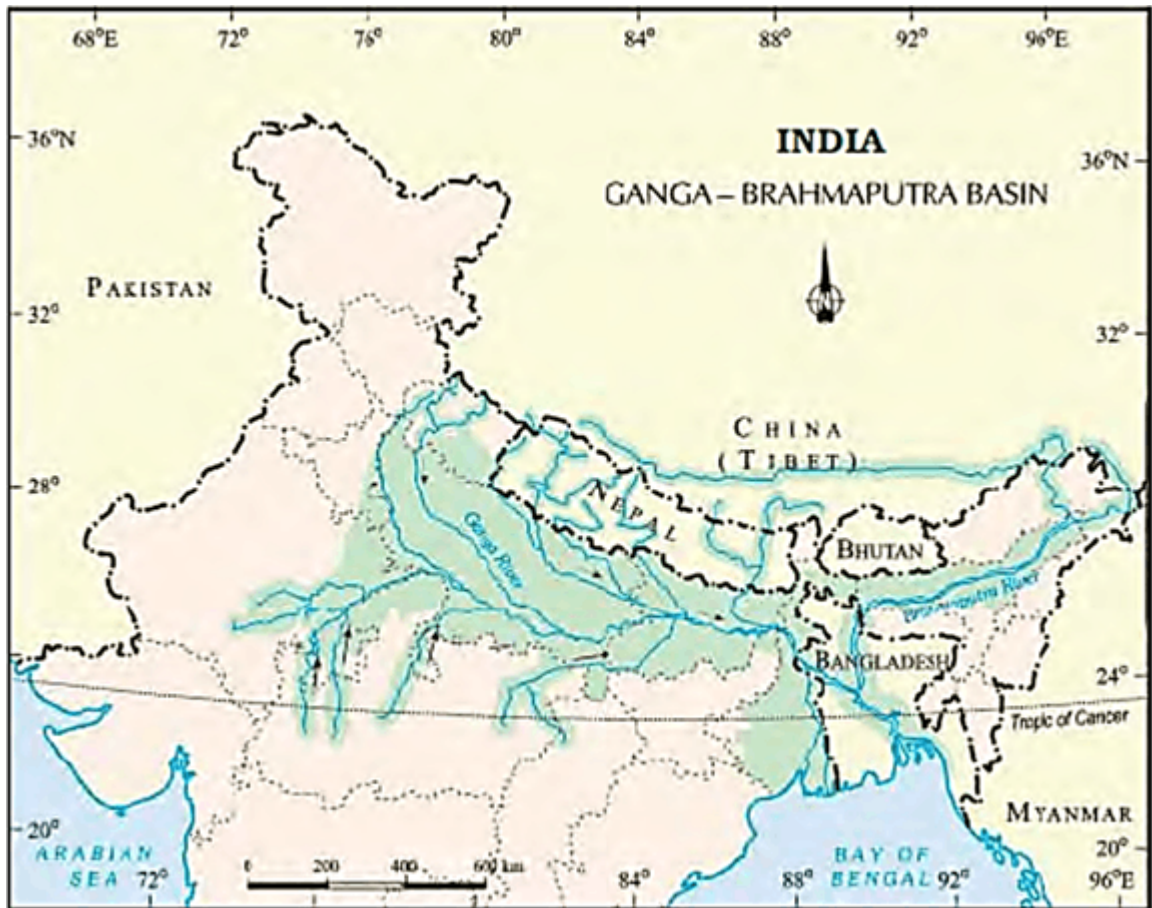 68°E 72° 76° 80° 84° 88° 92° 96°E
36°N
INDIA
36°N
GANGA – BRAHMAPUTRA BASIN
PAKISTAN
32°
32°
CHINA
(TIBET)
28°
28°
NEPAL
Ganga River
BHUTAN
Brahmaputra River
BANGLADESH
24°
24°
Tropic of Cancer
MYANMAR
20°
20°
ARABIAN
SEA
72°
0 200 400 600 km
84°
88°
BAY OF
BENGAL
92°
96°E